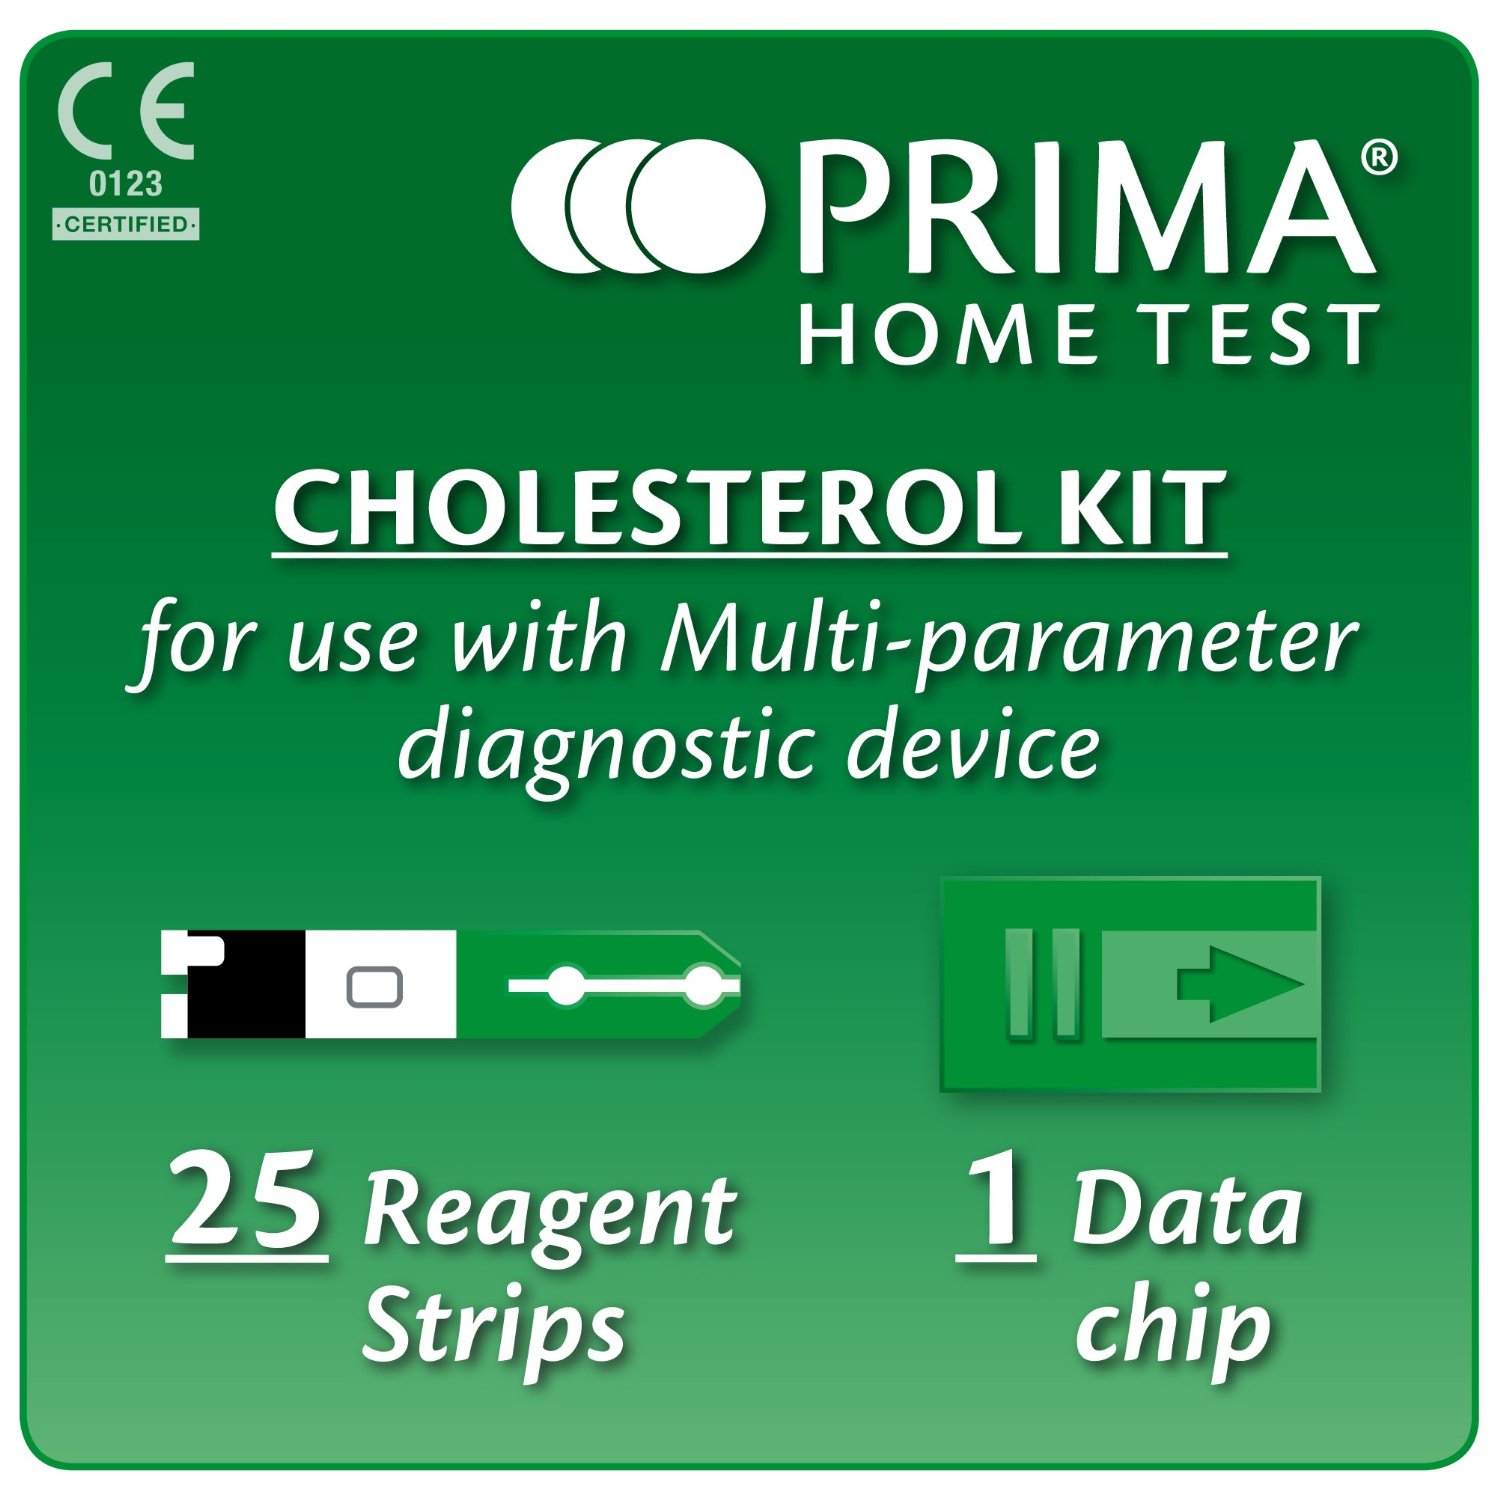 CE
0123
·CERTIFIED·
PRIMA®
HOME TEST
CHOLESTEROL KIT
for use with Multi-parameter
diagnostic device
25 Reagent
Strips
1 Data
chip